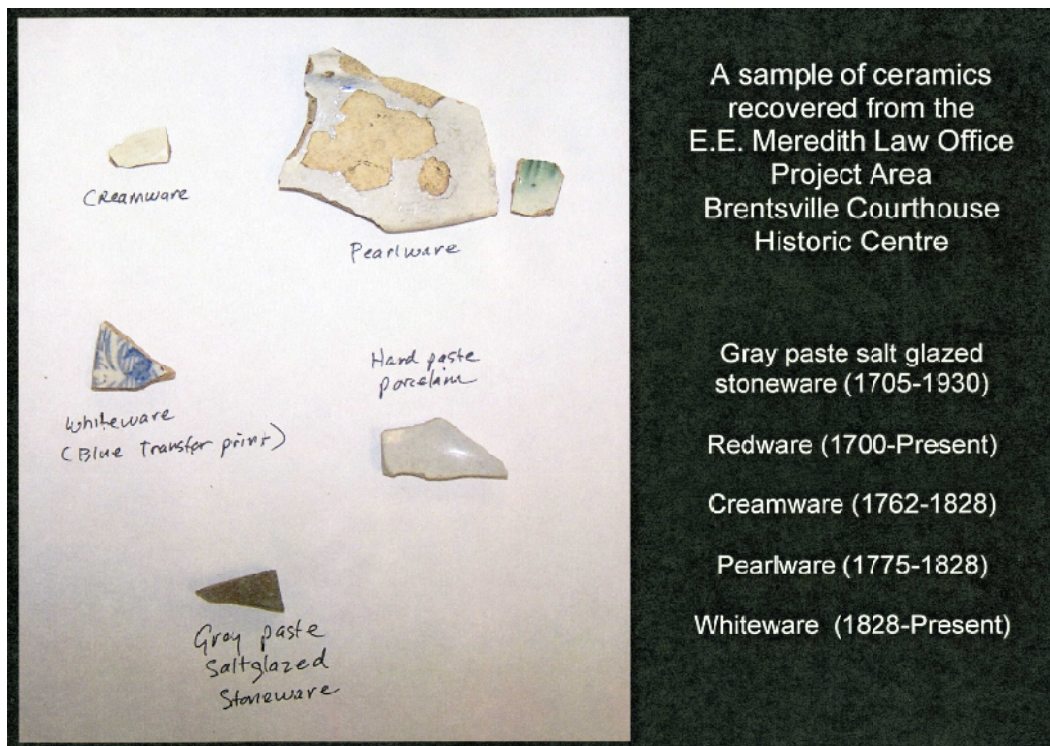 Creamware
Pearlware
Whiteware
(Blue Transfer print)
Hard paste
porcelain
Gray paste
Saltglazed
Stoneware
A sample of ceramics
recovered from the
E.E. Meredith Law Office
Project Area
Brentsville Courthouse
Historic Centre
Gray paste salt glazed
stoneware (1705-1930)
Redware (1700-Present)
Creamware (1762-1828)
Pearlware (1775-1828)
Whiteware (1828-Present)